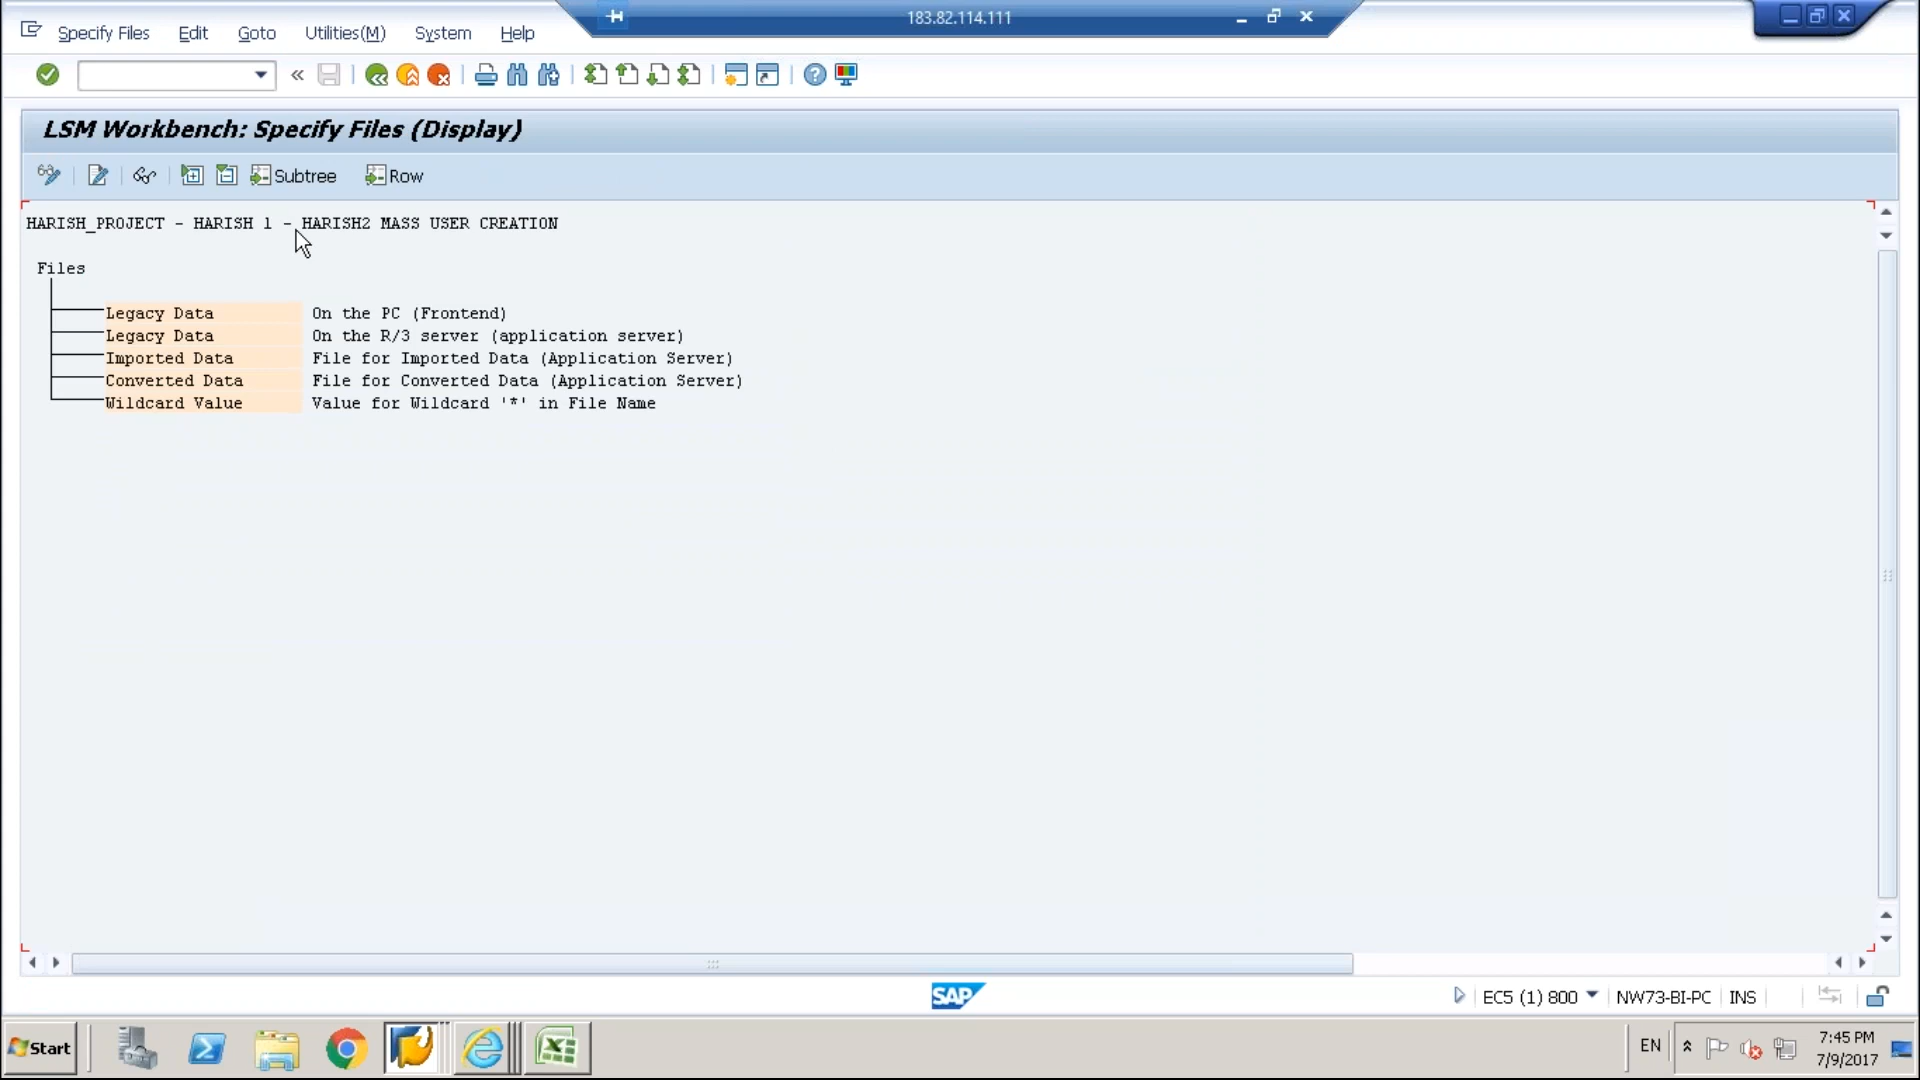 183.82.114.111
Specify Files Edit Goto Utilities(M) System Help
LSM Workbench: Specify Files (Display)
Subtree Row
HARISH_PROJECT - HARISH 1 - HARISH2 MASS USER CREATION
Files
Legacy Data On the PC (Frontend)
Legacy Data On the R/3 server (application server)
Imported Data File for Imported Data (Application Server)
Converted Data File for Converted Data (Application Server)
Wildcard Value Value for Wildcard '*' in File Name
SAP EC5 (1) 800 NW73-BI-PC INS
Start EN 7:45 PM
7/9/2017